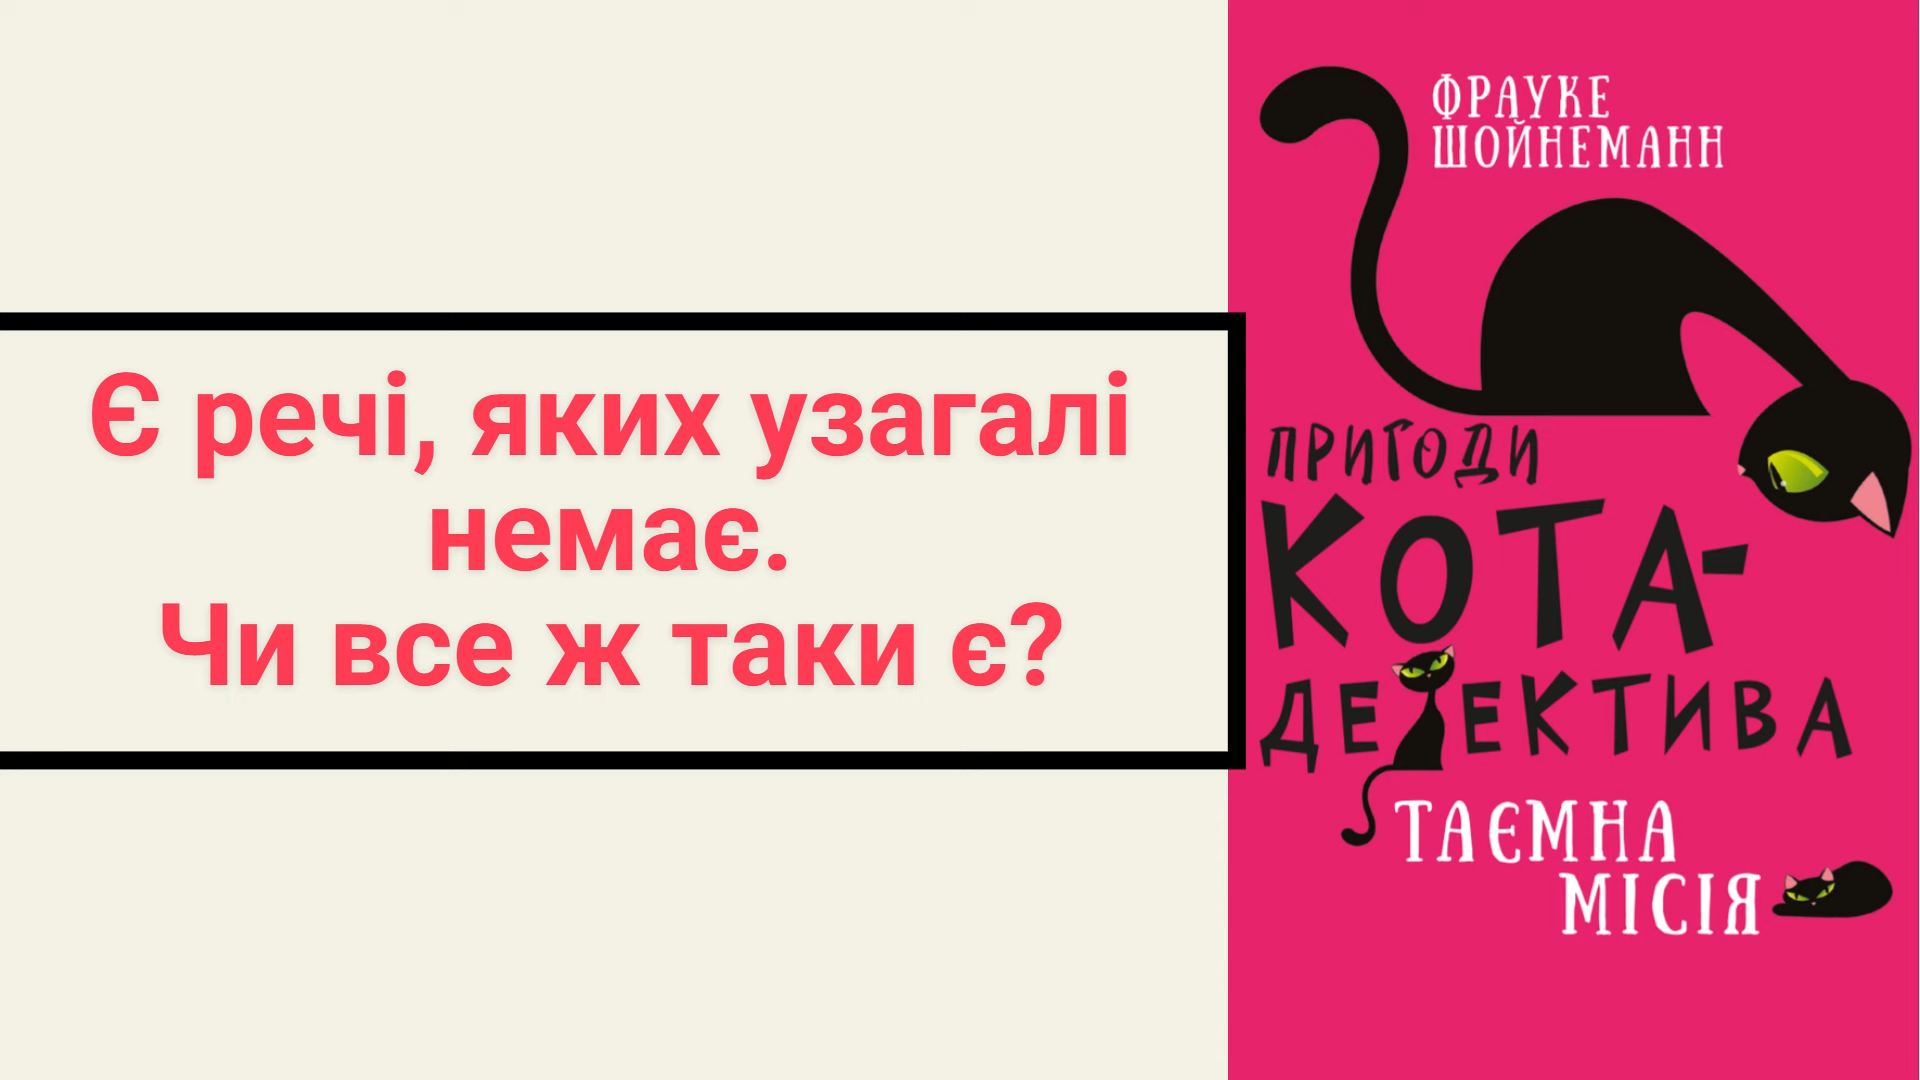 Є речі, яких узагалі
немає.
Чи все ж таки є?
ФРАУКЕ
ШОЙНЕМАНН
ПРИГОДИ
КОТА-
ДЕТЕКТИВА
ТАЄМНА
МІСІЯ